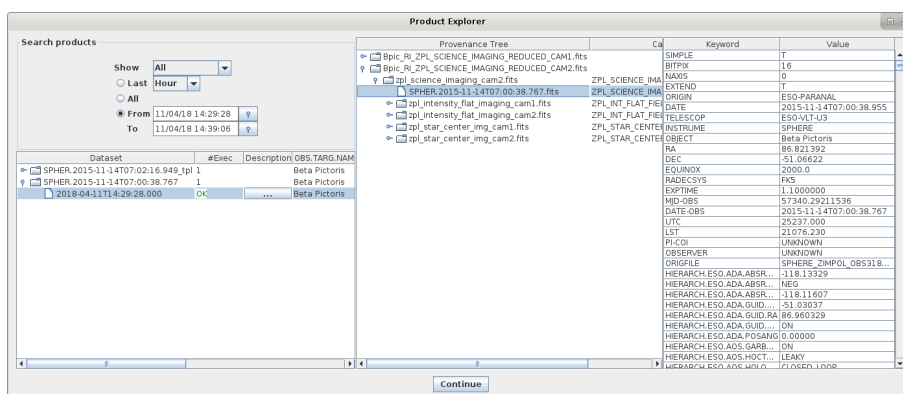 Product Explorer
Search products
Show All
Last Hour
All
From 11/04/18 14:29:28
To 11/04/18 14:39:06
Dataset #Exec Description OBS.TARG.NAM
SPHER.2015-11-14T07:02:16.949_tpl 1 Beta Pictoris
SPHER.2015-11-14T07:00:38.767 1 Beta Pictoris
2018-04-11T14:29:28.000 OK ... Beta Pictoris
Provenance Tree Ca
Bpic_RI_ZPL_SCIENCE_IMAGING_REDUCED_CAM1.fits
Bpic_RI_ZPL_SCIENCE_IMAGING_REDUCED_CAM2.fits
zpl_science_imaging_cam2.fits ZPL_SCIENCE_IMA
SPHER.2015-11-14T07:00:38.767.fits ZPL_SCIENCE_IMA
zpl_intensity_flat_imaging_cam1.fits ZPL_INT_FLAT_FIEL
zpl_intensity_flat_imaging_cam2.fits ZPL_INT_FLAT_FIEL
zpl_star_center_img_cam1.fits ZPL_STAR_CENTER
zpl_star_center_img_cam2.fits ZPL_STAR_CENTER
Keyword Value
SIMPLE T
BITPIX 16
NAXIS 0
EXTEND T
ORIGIN ESO-PARANAL
DATE 2015-11-14T07:00:38.955
TELESCOP ESO-VLT-U3
INSTRUME SPHERE
OBJECT Beta Pictoris
RA 86.821392
DEC -51.06622
EQUINOX 2000.0
RADECSYS FK5
EXPTIME 1.1000000
MJD-OBS 57340.29211536
DATE-OBS 2015-11-14T07:00:38.767
UTC 25237.000
LST 21076.230
PI-COI UNKNOWN
OBSERVER UNKNOWN
ORIGFILE SPHERE_ZIMPOL_OBS318...
HIERARCH.ESO.ADA.ABSR... -118.13329
HIERARCH.ESO.ADA.ABSR... NEG
HIERARCH.ESO.ADA.ABSR... -118.11607
HIERARCH.ESO.ADA.GUID.... -51.03037
HIERARCH.ESO.ADA.GUID.RA 86.960329
HIERARCH.ESO.ADA.GUID.... ON
HIERARCH.ESO.ADA.POSANG 0.00000
HIERARCH.ESO.AOS.GARB... ON
HIERARCH.ESO.AOS.HOCT... LEAKY
HIERARCH.ESO.AOS.HOLO... CLOSED_LOOP
Continue